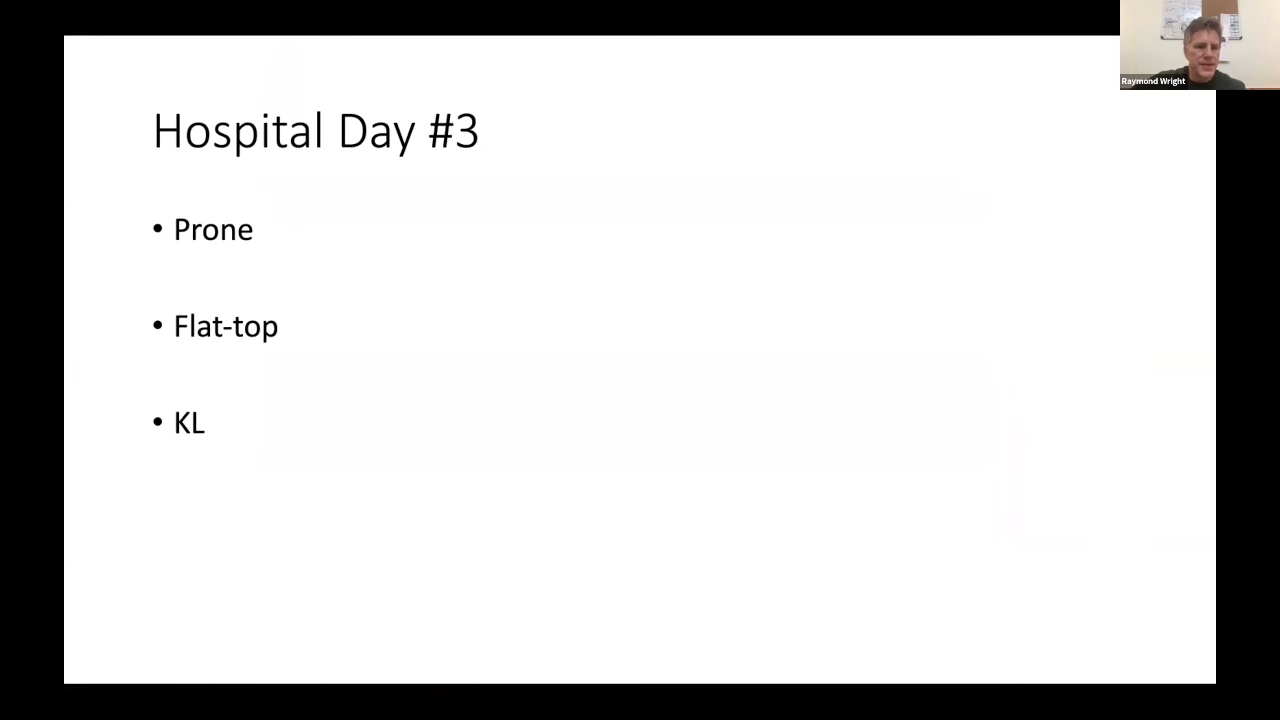 Hospital Day #3
• Prone
• Flat-top
• KL
Raymond Wright